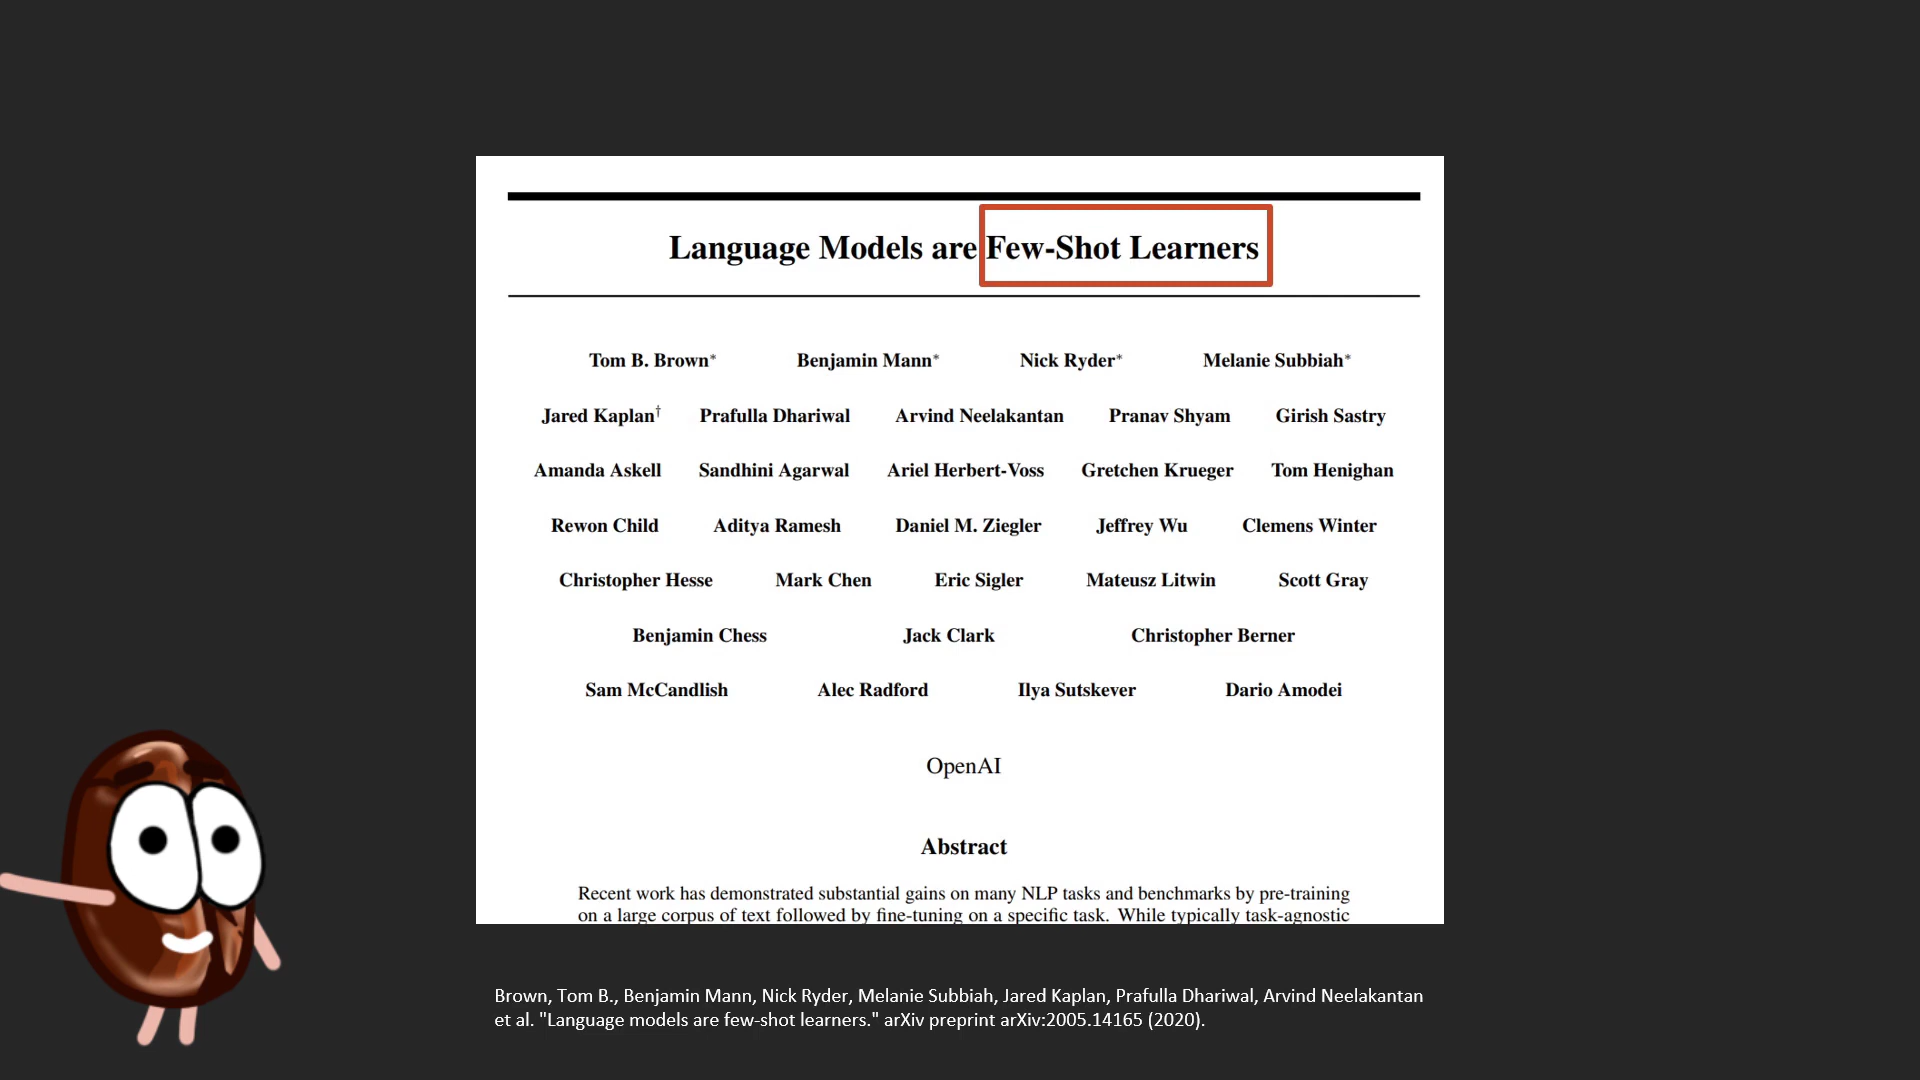 Language Models are Few-Shot Learners
Tom B. Brown* Benjamin Mann* Nick Ryder* Melanie Subbiah*
Jared Kaplan† Prafulla Dhariwal Arvind Neelakantan Pranav Shyam Girish Sastry
Amanda Askell Sandhini Agarwal Ariel Herbert-Voss Gretchen Krueger Tom Henighan
Rewon Child Aditya Ramesh Daniel M. Ziegler Jeffrey Wu Clemens Winter
Christopher Hesse Mark Chen Eric Sigler Mateusz Litwin Scott Gray
Benjamin Chess Jack Clark Christopher Berner
Sam McCandlish Alec Radford Ilya Sutskever Dario Amodei
OpenAI
Abstract
Recent work has demonstrated substantial gains on many NLP tasks and benchmarks by pre-training
on a large corpus of text followed by fine-tuning on a specific task. While typically task-agnostic
Brown, Tom B., Benjamin Mann, Nick Ryder, Melanie Subbiah, Jared Kaplan, Prafulla Dhariwal, Arvind Neelakantan
et al. "Language models are few-shot learners." arXiv preprint arXiv:2005.14165 (2020).